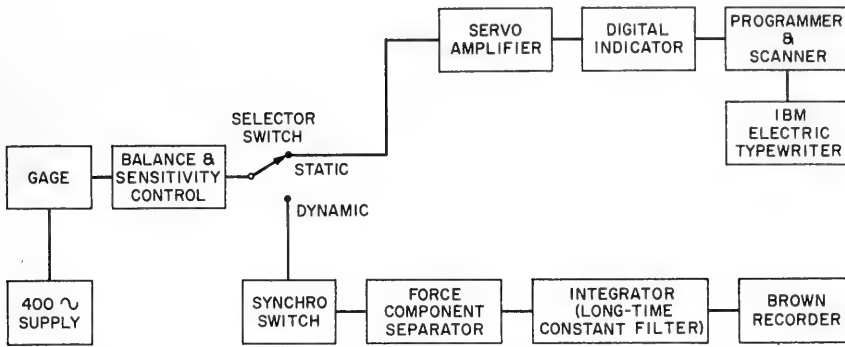 SERVO
AMPLIFIER
DIGITAL
INDICATOR
PROGRAMMER
&
SCANNER
IBM
ELECTRIC
TYPEWRITER
SELECTOR
SWITCH
GAGE
BALANCE &
SENSITIVITY
CONTROL
STATIC
DYNAMIC
400 ∿
SUPPLY
SYNCHRO
SWITCH
FORCE
COMPONENT
SEPARATOR
INTEGRATOR
(LONG-TIME
CONSTANT FILTER)
BROWN
RECORDER